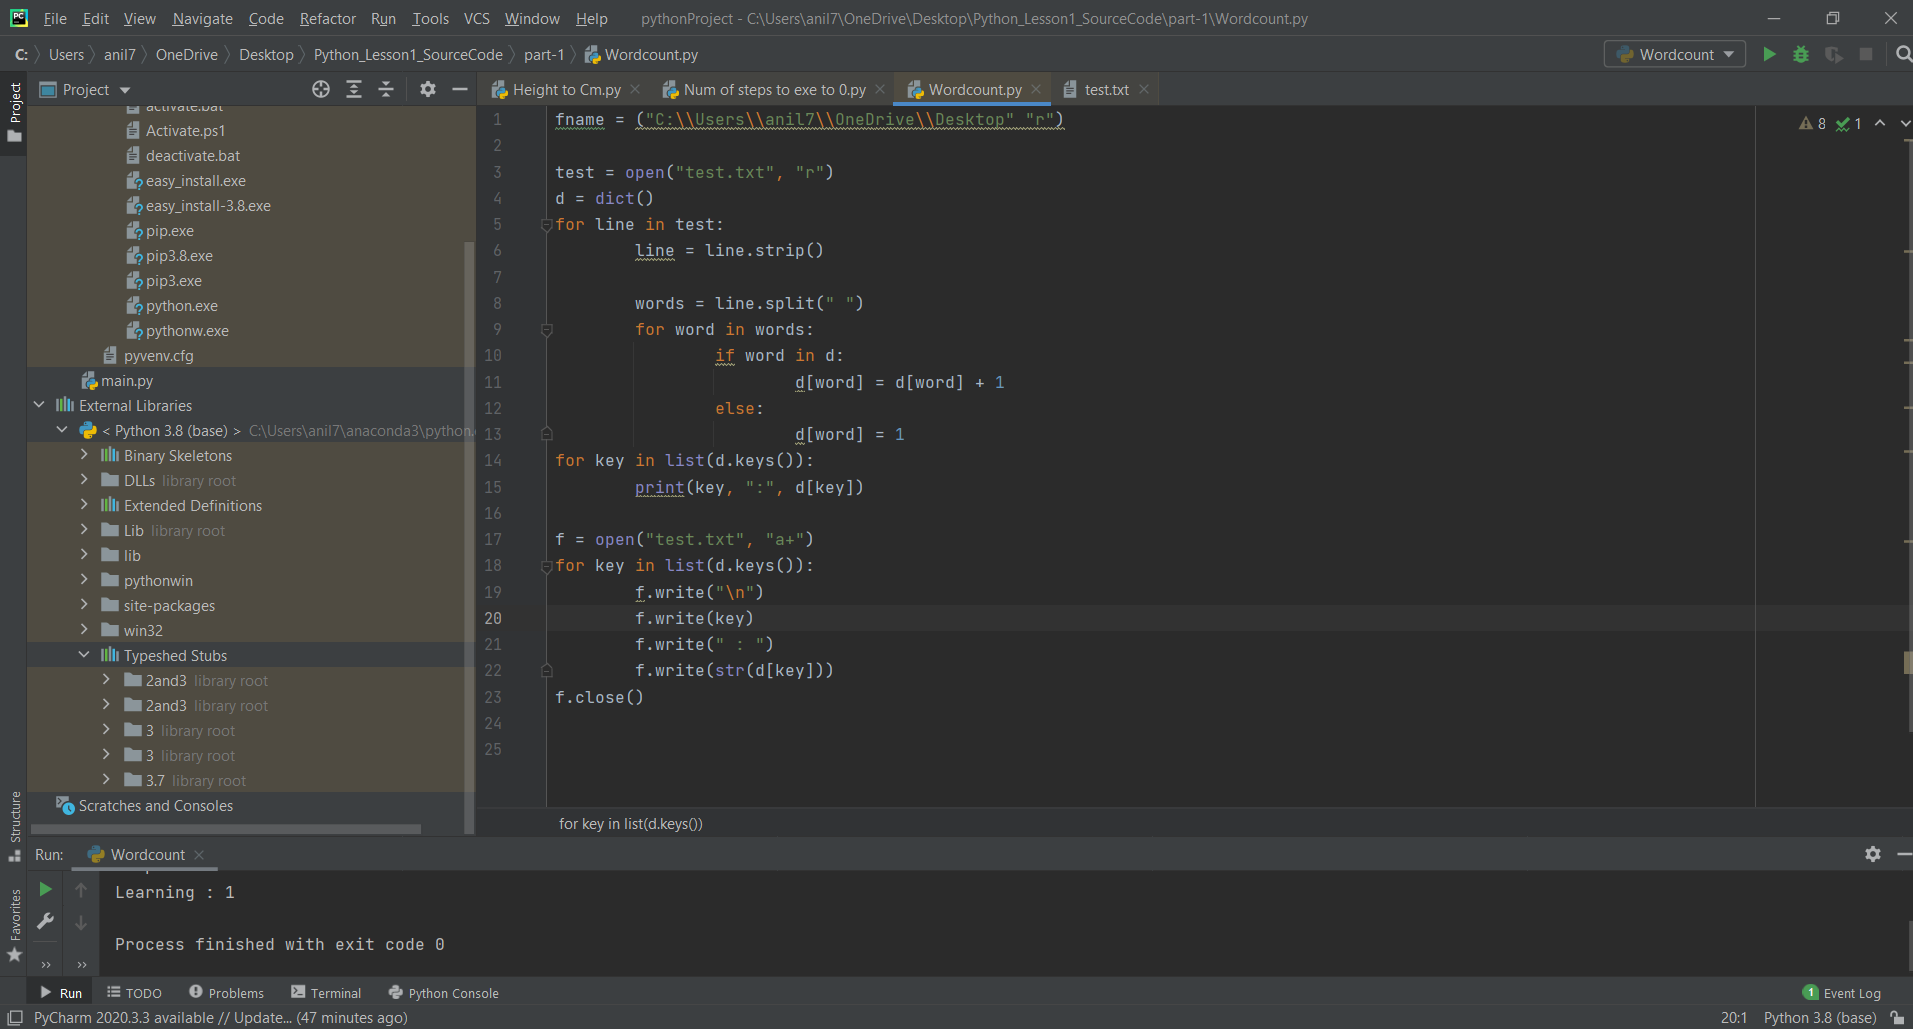 PC File Edit View Navigate Code Refactor Run Tools VCS Window Help pythonProject - C:\Users\anil7\OneDrive\Desktop\Python_Lesson1_SourceCode\part-1\Wordcount.py
C: Users anil7 OneDrive Desktop Python_Lesson1_SourceCode part-1 Wordcount.py Wordcount
Project
Project
activate.bat
Activate.ps1
deactivate.bat
easy_install.exe
easy_install-3.8.exe
pip.exe
pip3.8.exe
pip3.exe
python.exe
pythonw.exe
pyvenv.cfg
main.py
External Libraries
< Python 3.8 (base) > C:\Users\anil7\anaconda3\python.
Binary Skeletons
DLLs library root
Extended Definitions
Lib library root
lib
pythonwin
site-packages
win32
Typeshed Stubs
2and3 library root
2and3 library root
3 library root
3 library root
3.7 library root
Scratches and Consoles
Height to Cm.py Num of steps to exe to 0.py Wordcount.py test.txt
8 1
1 fname = ("C:\\Users\\anil7\\OneDrive\\Desktop" "r")
2
3 test = open("test.txt", "r")
4 d = dict()
5 for line in test:
6 line = line.strip()
7
8 words = line.split(" ")
9 for word in words:
10 if word in d:
11 d[word] = d[word] + 1
12 else:
13 d[word] = 1
14 for key in list(d.keys()):
15 print(key, ":", d[key])
16
17 f = open("test.txt", "a+")
18 for key in list(d.keys()):
19 f.write("\n")
20 f.write(key)
21 f.write(" : ")
22 f.write(str(d[key]))
23 f.close()
24
25
for key in list(d.keys())
Structure
Favorites
Run: Wordcount
Learning : 1
Process finished with exit code 0
Run TODO Problems Terminal Python Console 1 Event Log
PyCharm 2020.3.3 available // Update... (47 minutes ago) 20:1 Python 3.8 (base)